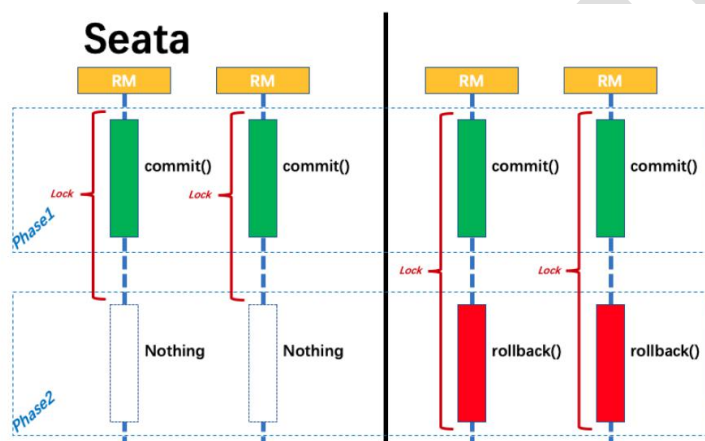 Seata
RM RM RM RM
commit() commit() commit() commit()
Lock Lock
Phase1
Lock Lock
Nothing Nothing rollback() rollback()
Phase2